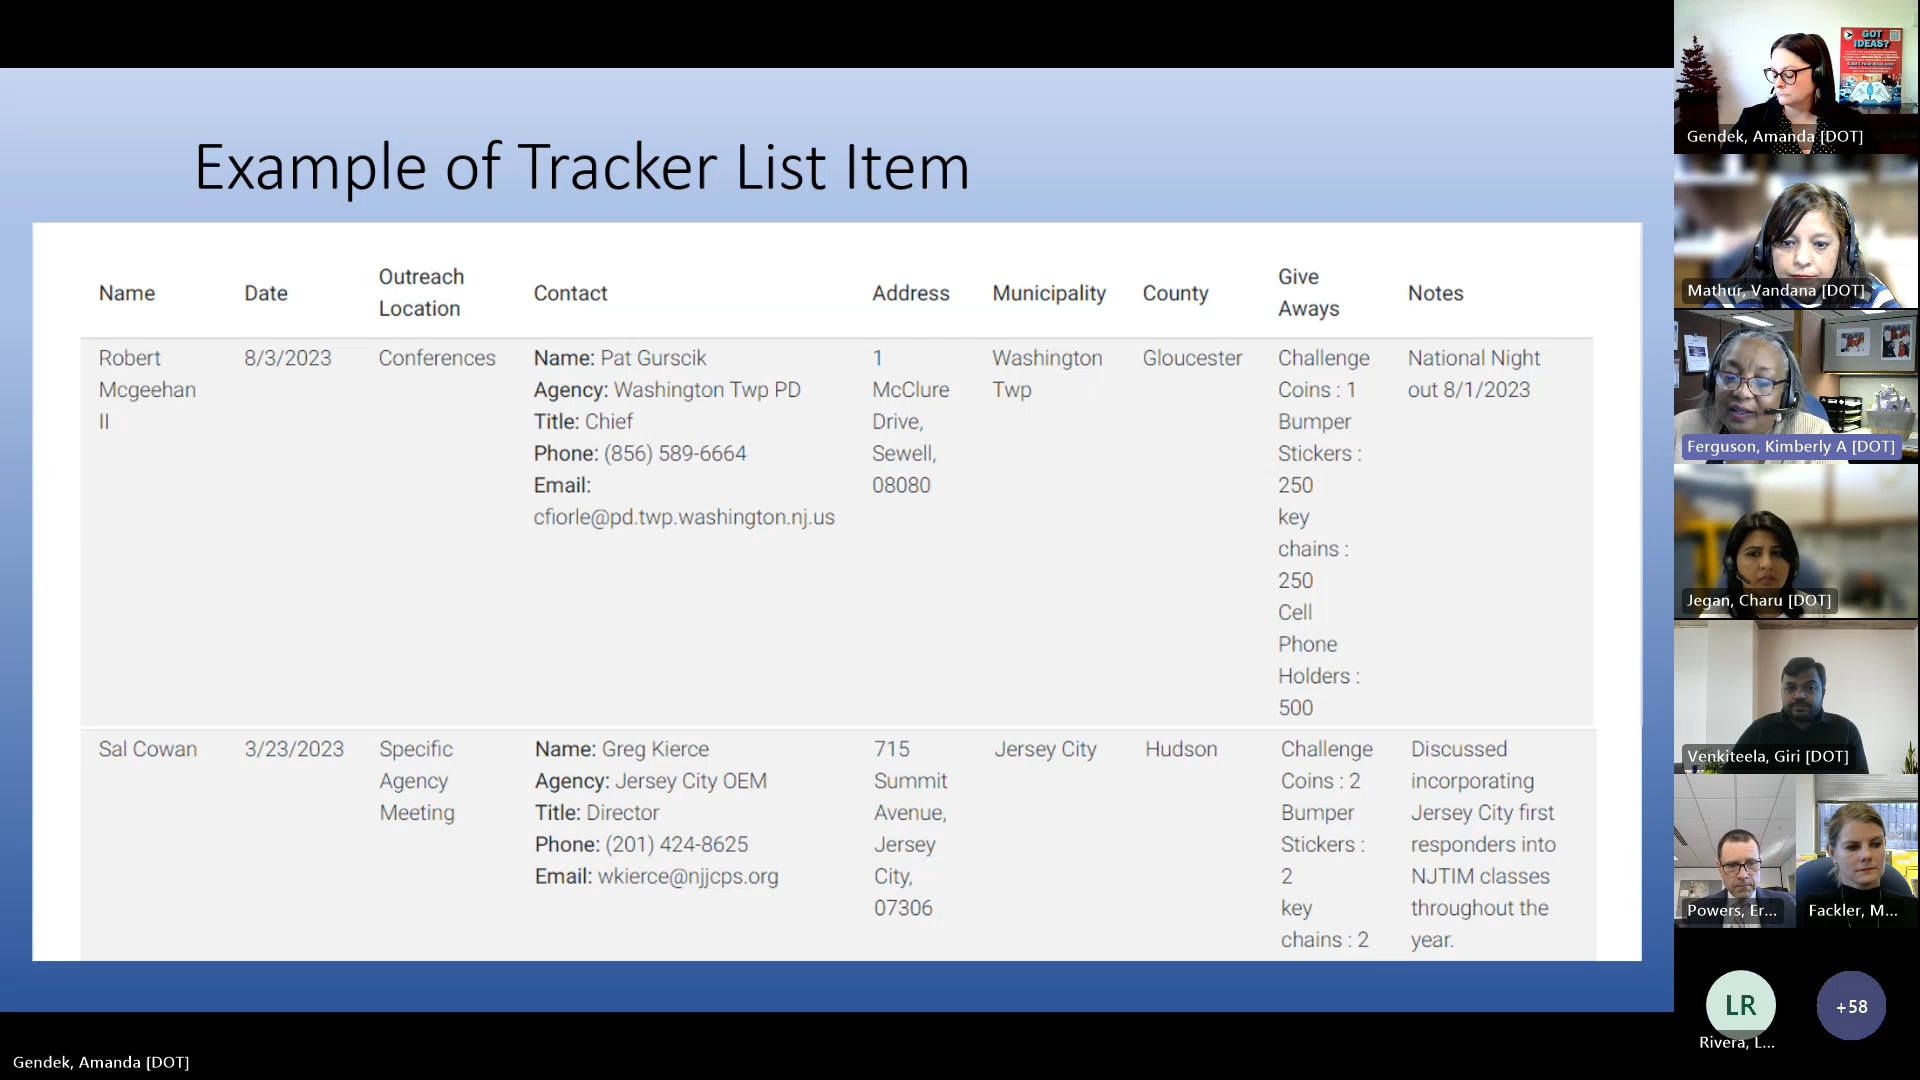 Example of Tracker List Item
Name
Date
Outreach
Location
Contact
Address
Municipality
County
Give
Aways
Notes
Robert
Mcgeehan
II
8/3/2023
Conferences
Name: Pat Gurscik
Agency: Washington Twp PD
Title: Chief
Phone: (856) 589-6664
Email:
cfiorle@pd.twp.washington.nj.us
1
McClure
Drive,
Sewell,
08080
Washington
Twp
Gloucester
Challenge
Coins : 1
Bumper
Stickers :
250
key
chains :
250
Cell
Phone
Holders :
500
National Night
out 8/1/2023
Sal Cowan
3/23/2023
Specific
Agency
Meeting
Name: Greg Kierce
Agency: Jersey City OEM
Title: Director
Phone: (201) 424-8625
Email: wkierce@njjcps.org
715
Summit
Avenue,
Jersey
City,
07306
Jersey City
Hudson
Challenge
Coins : 2
Bumper
Stickers :
2
key
chains : 2
Discussed
incorporating
Jersey City first
responders into
NJTIM classes
throughout the
year.
GOT
IDEAS?
Gendek, Amanda [DOT]
Mathur, Vandana [DOT]
Ferguson, Kimberly A [DOT]
Jegan, Charu [DOT]
Venkiteela, Giri [DOT]
Powers, Er...
Fackler, M...
LR
+58
Rivera, L...
Gendek, Amanda [DOT]